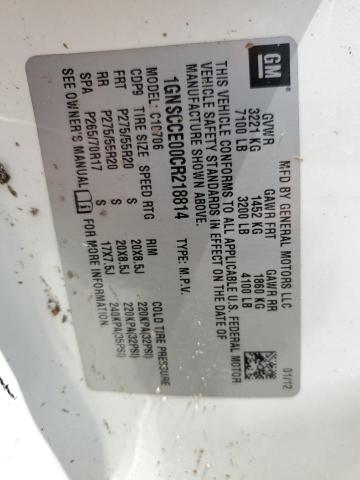 GM
MFD BY GENERAL MOTORS LLC
01/12
GVWR GAWR FRT GAWR RR
3221 KG 1452 KG 1860 KG
7100 LB 3200 LB 4100 LB
THIS VEHICLE CONFORMS TO ALL APPLICABLE U.S. FEDERAL MOTOR
VEHICLE SAFETY STANDARDS IN EFFECT ON THE DATE OF
MANUFACTURE SHOWN ABOVE.
1GNSCCE00CR218814 TYPE: M.P.V.
C10706
CDP9 TIRE SIZE SPEED RTG RIM COLD TIRE PRESSURE
FRT P275/55R20 S 20X8.5J 220KPA(32PSI)
RR P275/55R20 S 20X8.5J 220KPA(32PSI)
SPA P265/70R17 S 17X7.5J 240KPA(35PSI)
SEE OWNER'S MANUAL